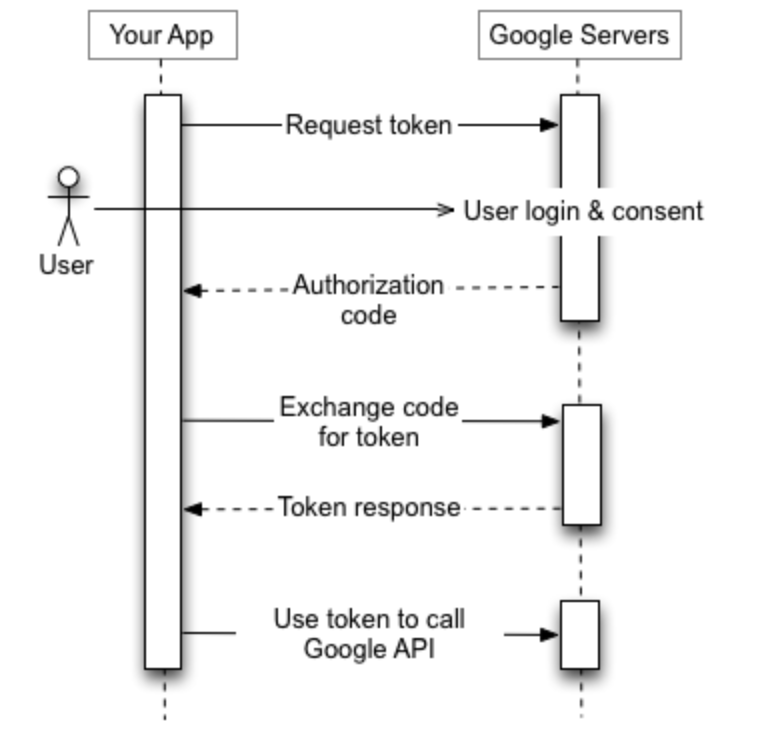 Your App
Google Servers
Request token
User login & consent
User
Authorization
code
Exchange code
for token
Token response
Use token to call
Google API